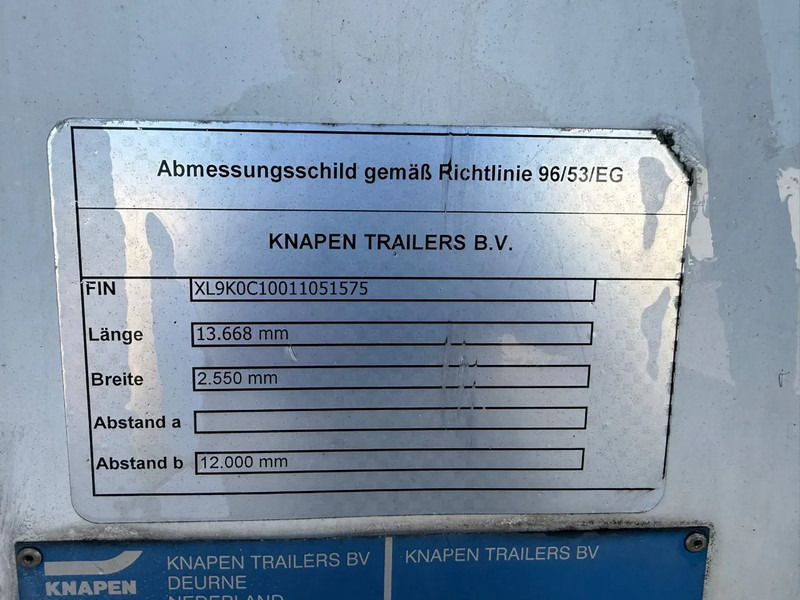 Abmessungsschild gemäß Richtlinie 96/53/EG
KNAPEN TRAILERS B.V.
FIN XL9K0C10011051575
Länge 13.668 mm
Breite 2.550 mm
Abstand a
Abstand b 12.000 mm
KNAPEN
KNAPEN TRAILERS BV
DEURNE
NEDERLAND
KNAPEN TRAILERS BV